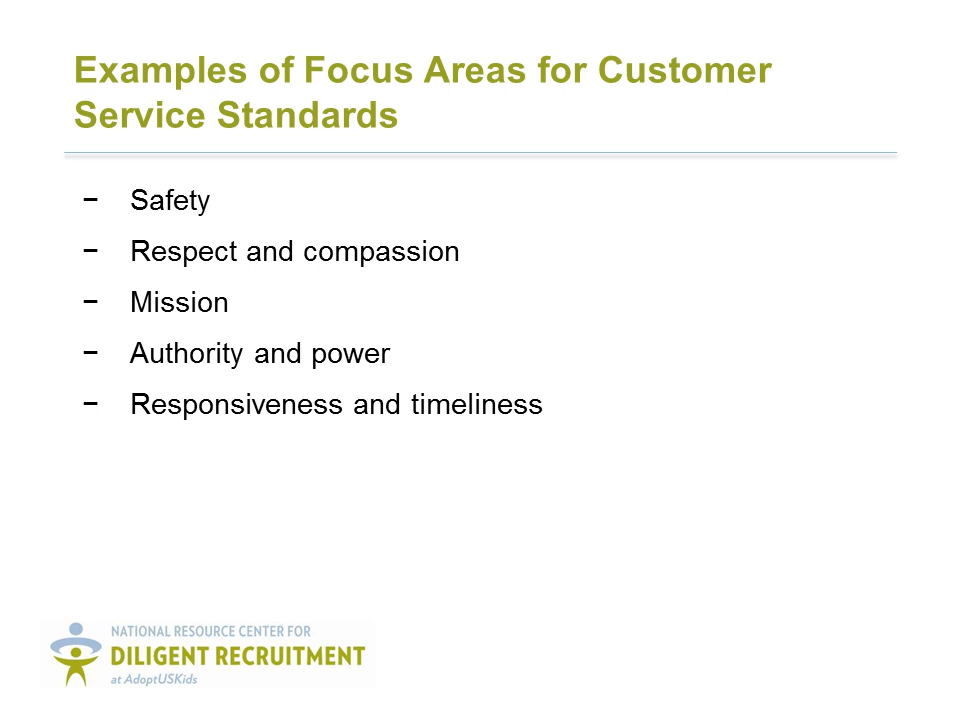 Examples of Focus Areas for Customer
Service Standards
− Safety
− Respect and compassion
− Mission
− Authority and power
− Responsiveness and timeliness
NATIONAL RESOURCE CENTER FOR
DILIGENT RECRUITMENT
at AdoptUSKids